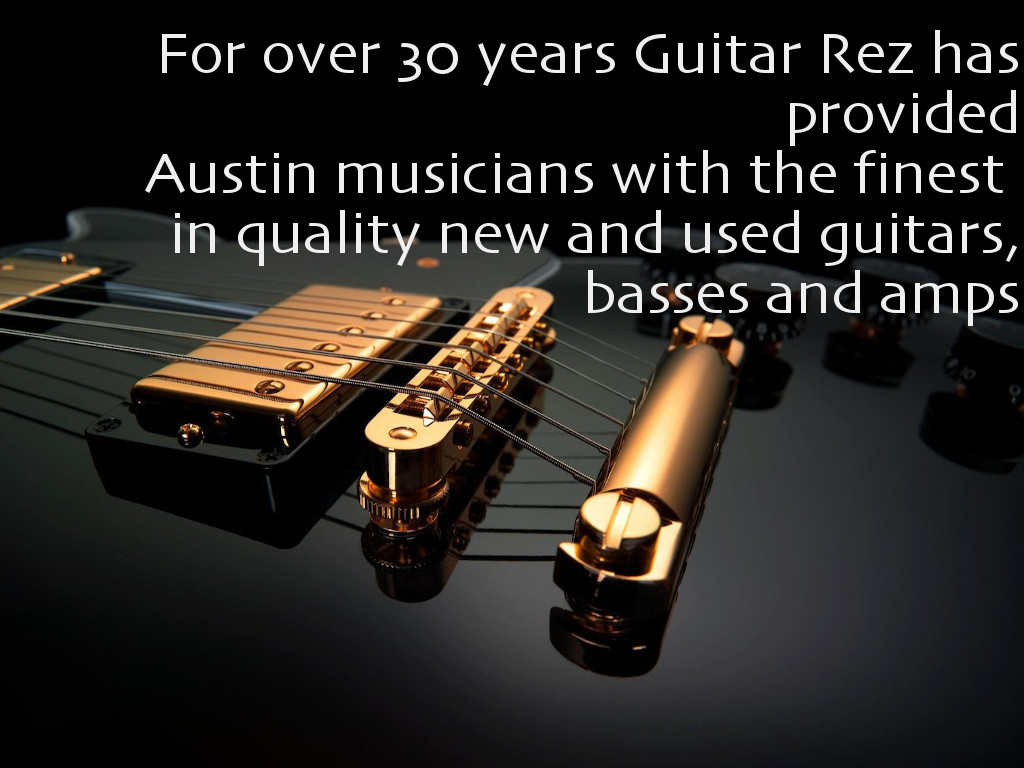 For over 30 years Guitar Rez has
provided
Austin musicians with the finest
in quality new and used guitars,
basses and amps